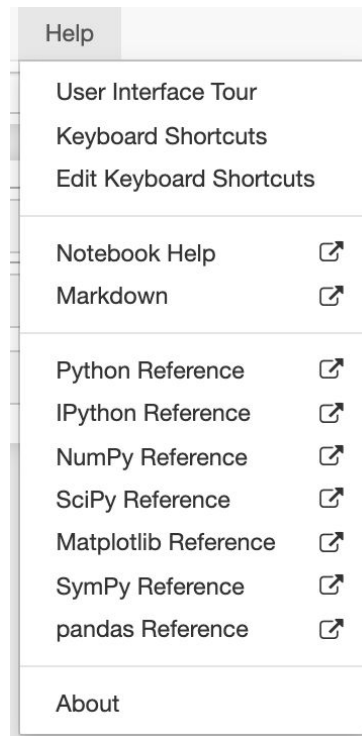 Help
User Interface Tour
Keyboard Shortcuts
Edit Keyboard Shortcuts
Notebook Help
Markdown
Python Reference
IPython Reference
NumPy Reference
SciPy Reference
Matplotlib Reference
SymPy Reference
pandas Reference
About